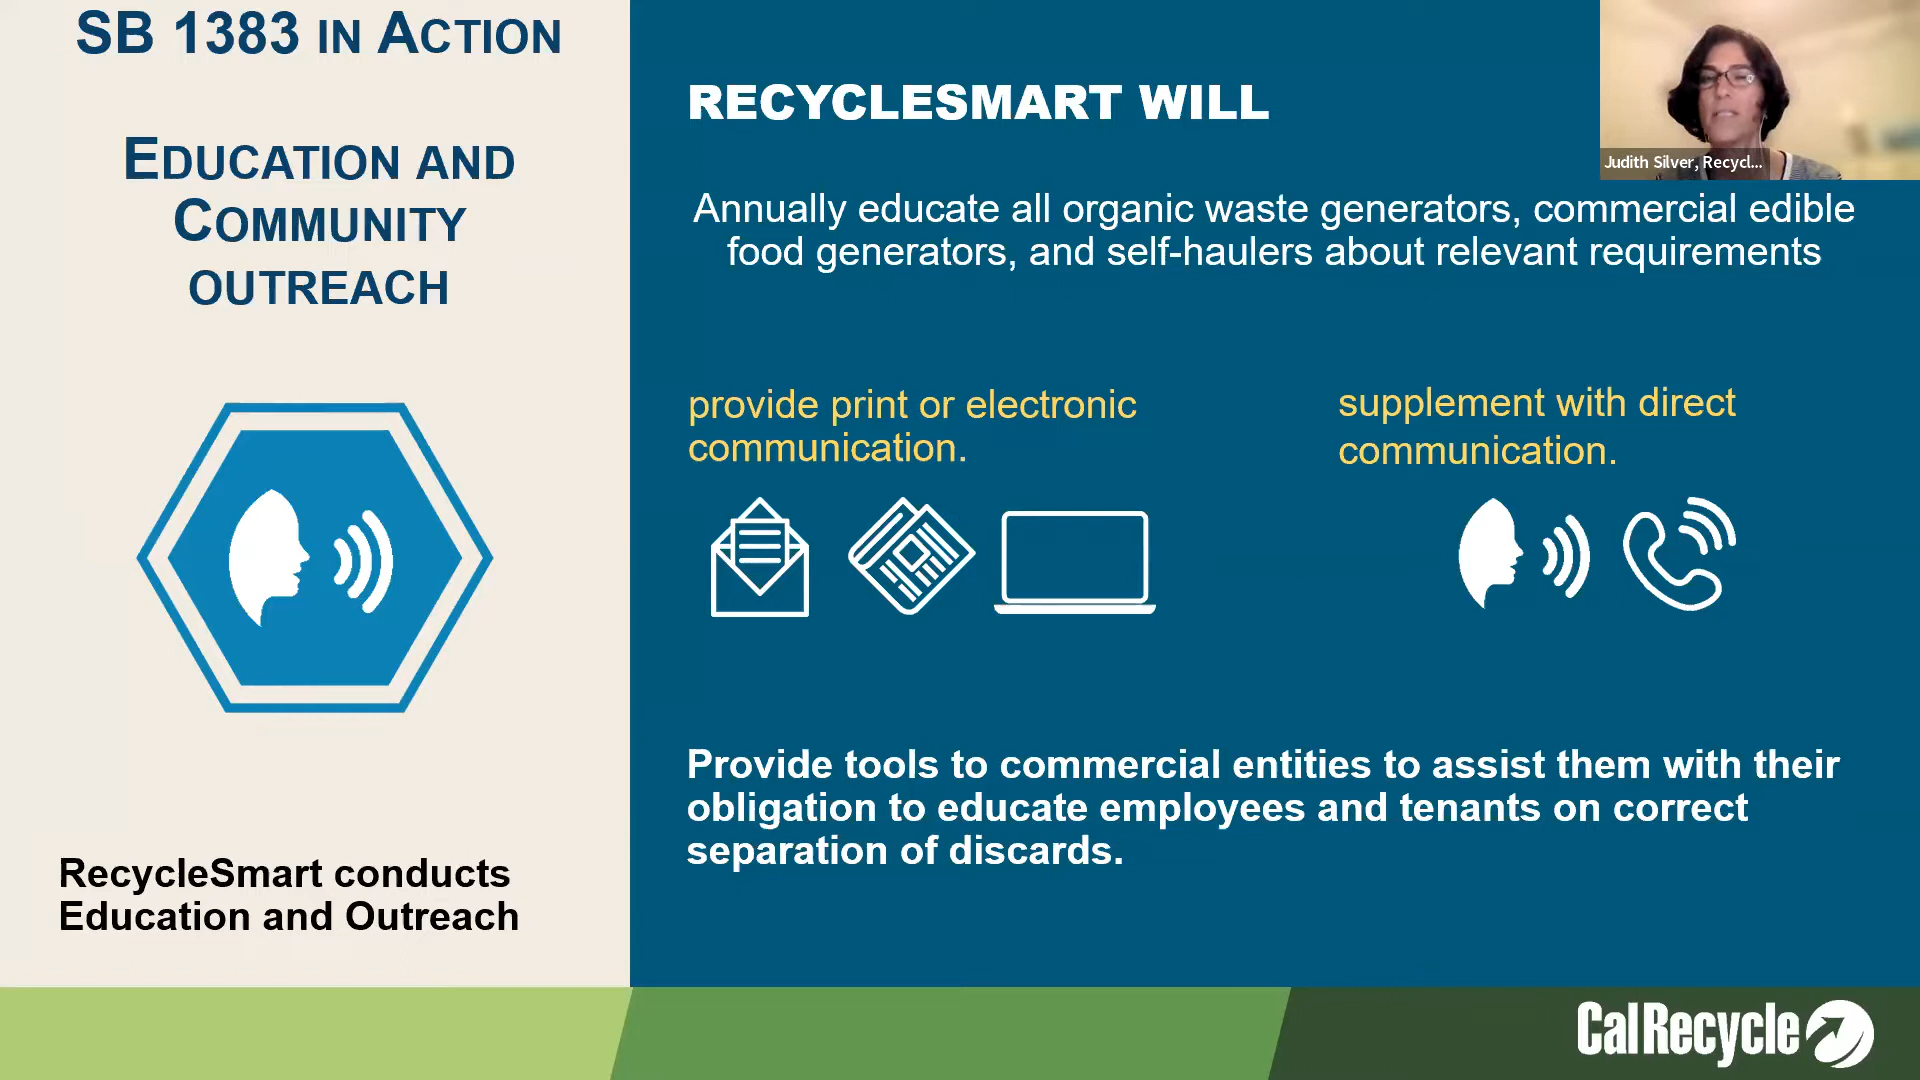 SB 1383 IN ACTION
EDUCATION AND
COMMUNITY
OUTREACH
RecycleSmart conducts
Education and Outreach
RECYCLESMART WILL
Annually educate all organic waste generators, commercial edible
food generators, and self-haulers about relevant requirements
provide print or electronic
communication.
supplement with direct
communication.
Provide tools to commercial entities to assist them with their
obligation to educate employees and tenants on correct
separation of discards.
Judith Silver, Recycl...
CalRecycle